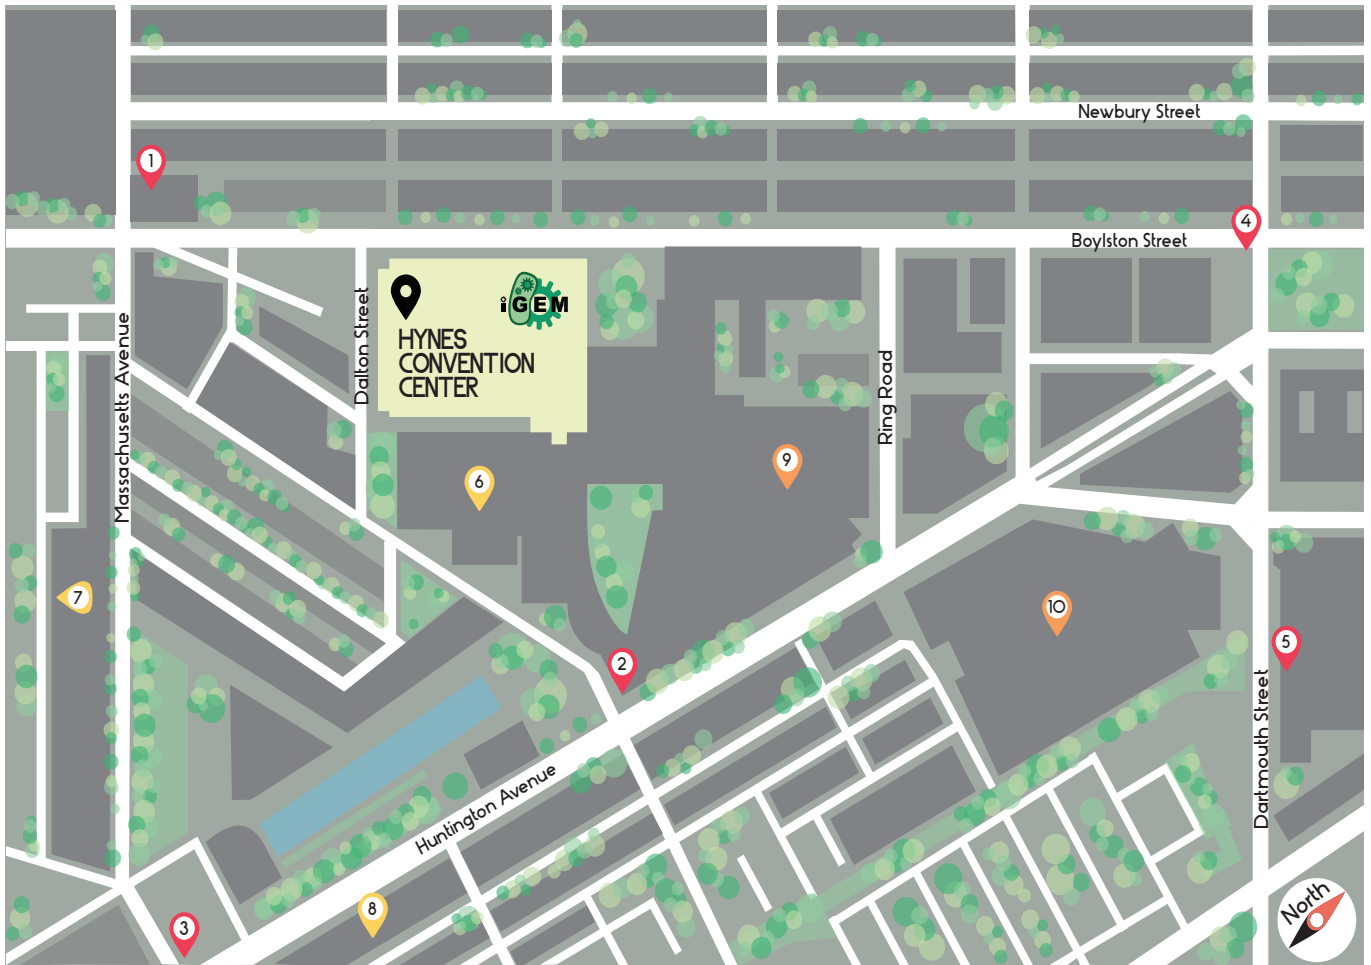 Newbury Street
1
4
Boylston Street
iGEM
HYNES
CONVENTION
CENTER
Dalton Street
Massachusetts Avenue
Ring Road
9
6
7
10
5
2
Dartmouth Street
Huntington Avenue
8
3
North